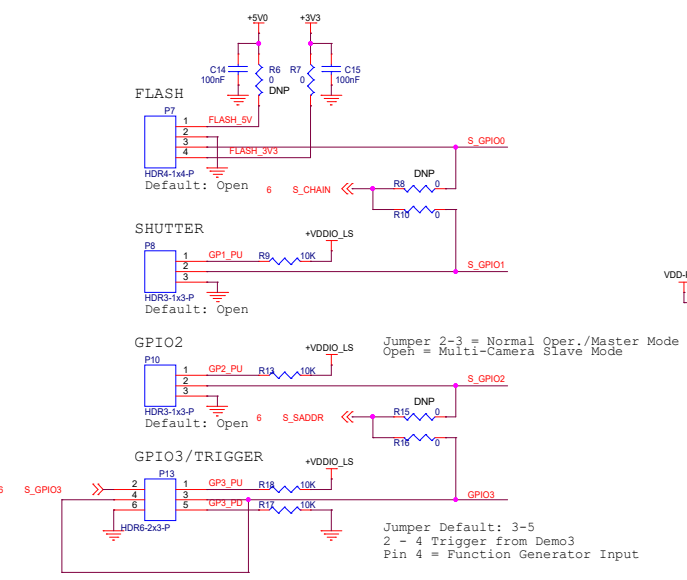 +5V0
+3V3
C14
100nF
R6
0
DNP
R7
0
C15
100nF
FLASH
P7
1
2
3
4
FLASH_5V
FLASH_3V3
HDR4-1x4-P
Default: Open
S_GPIO0
6 S_CHAIN
DNP
R8
0
R10
0
SHUTTER
P8
1
2
3
GP1_PU
R9
10K
+VDDIO_LS
HDR3-1x3-P
Default: Open
S_GPIO1
GPIO2
P10
1
2
3
GP2_PU
R13
10K
+VDDIO_LS
HDR3-1x3-P
Default: Open
Jumper 2-3 = Normal Oper./Master Mode
Open = Multi-Camera Slave Mode
S_GPIO2
6 S_SADDR
DNP
R15
0
R16
0
GPIO3/TRIGGER
P13
6 S_GPIO3
2
4
6
1
3
5
GP3_PU
GP3_PD
R18
10K
R17
10K
+VDDIO_LS
HDR6-2x3-P
GPIO3
Jumper Default: 3-5
2 - 4 Trigger from Demo3
Pin 4 = Function Generator Input